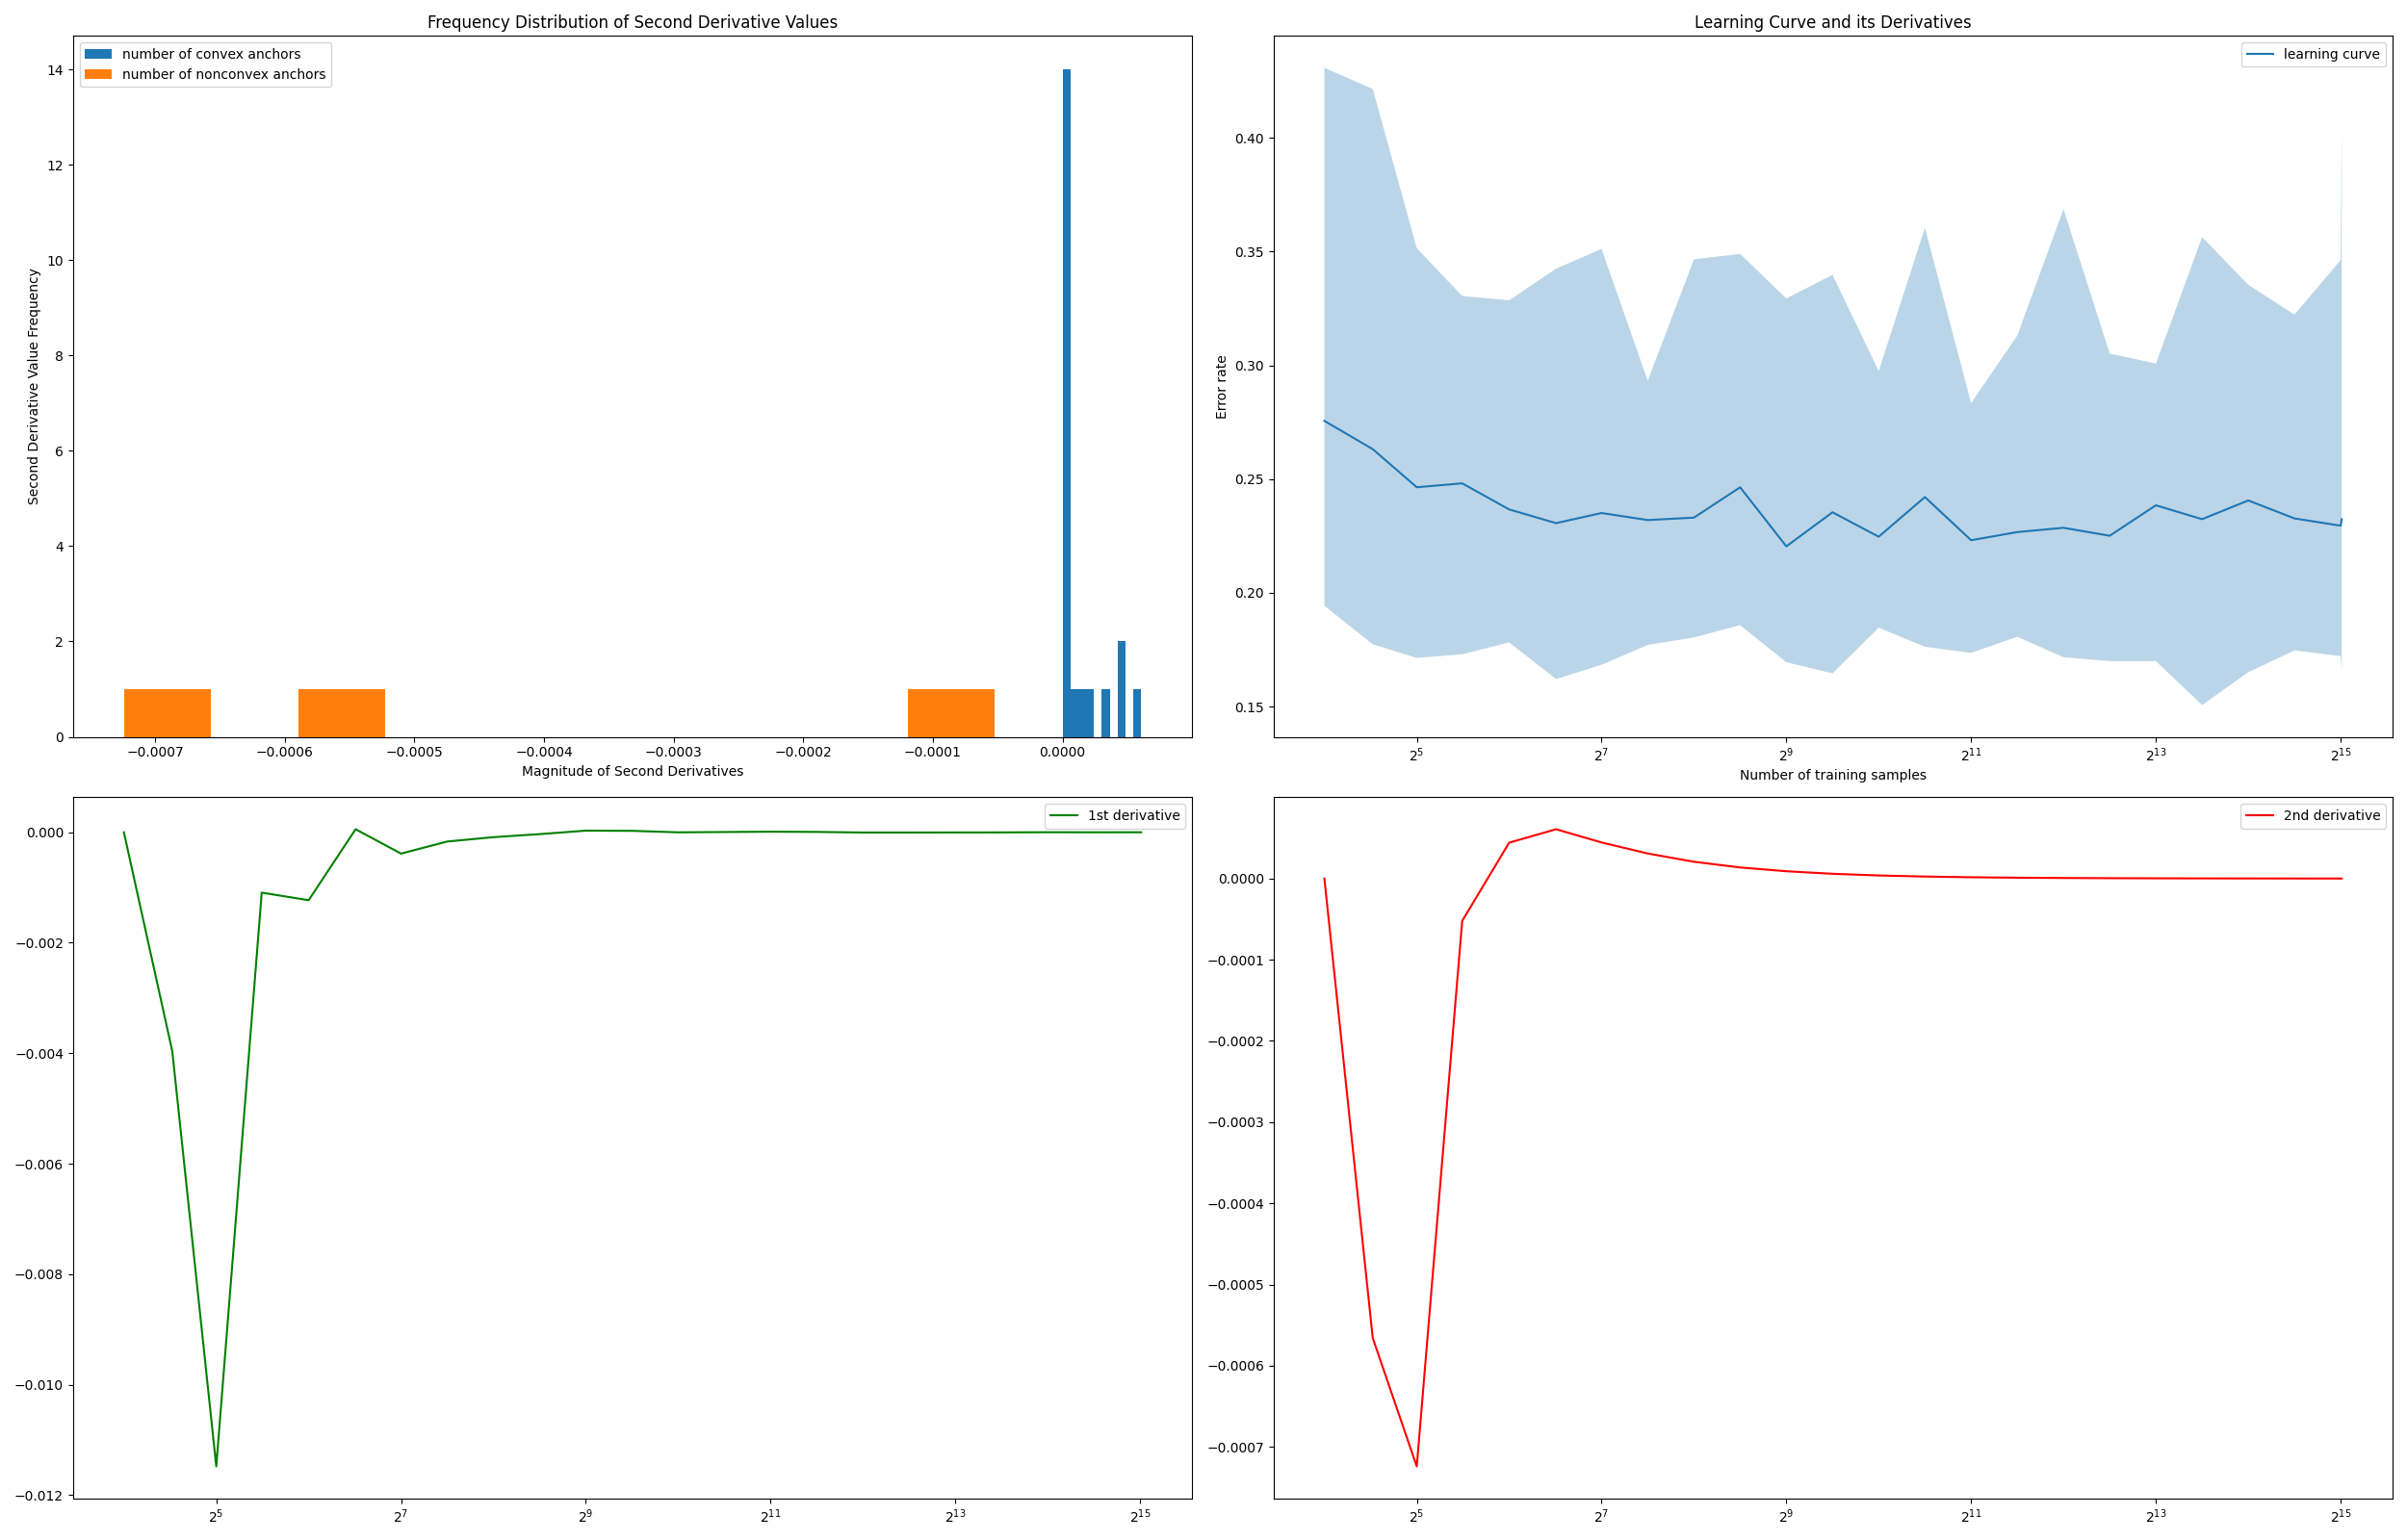 Frequency Distribution of Second Derivative Values
number of convex anchors
number of nonconvex anchors
Second Derivative Value Frequency
14
12
10
8
6
4
2
0
−0.0007 −0.0006 −0.0005 −0.0004 −0.0003 −0.0002 −0.0001 0.0000
Magnitude of Second Derivatives
Learning Curve and its Derivatives
learning curve
Error rate
0.40
0.35
0.30
0.25
0.20
0.15
2^5 2^7 2^9 2^11 2^13 2^15
Number of training samples
1st derivative
0.000
−0.002
−0.004
−0.006
−0.008
−0.010
−0.012
2^5 2^7 2^9 2^11 2^13 2^15
2nd derivative
0.0000
−0.0001
−0.0002
−0.0003
−0.0004
−0.0005
−0.0006
−0.0007
2^5 2^7 2^9 2^11 2^13 2^15